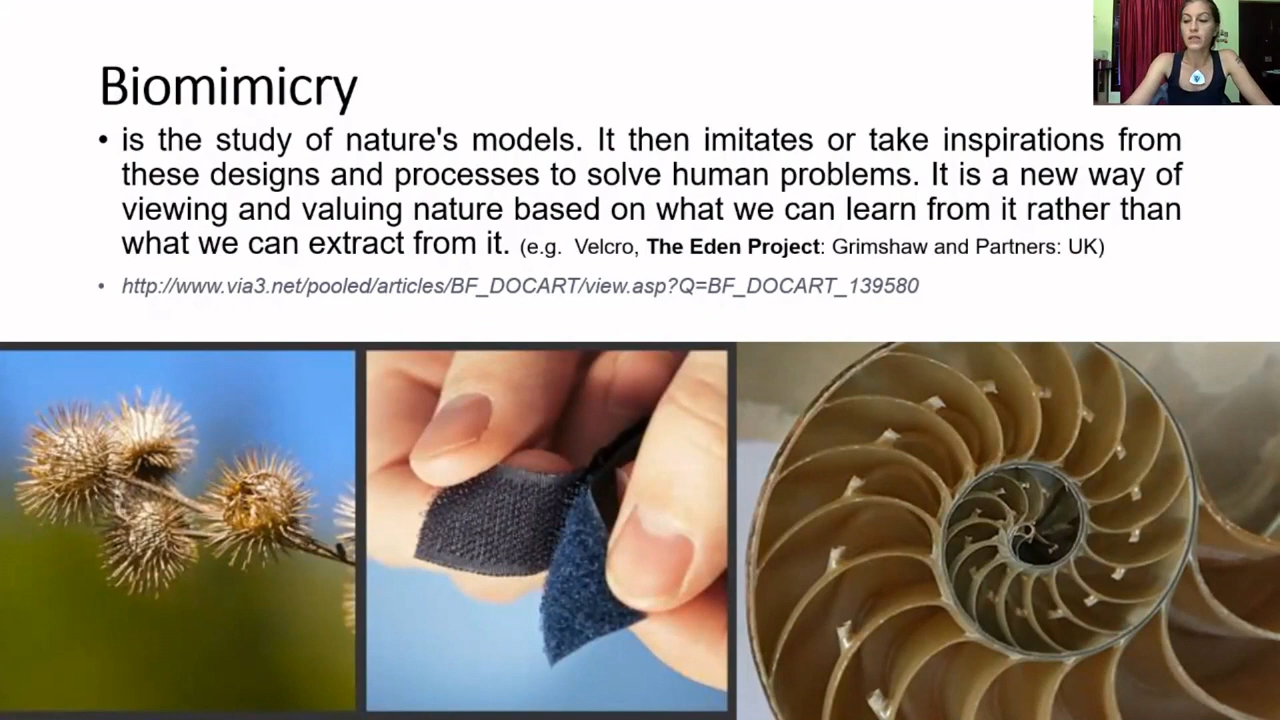 Biomimicry
• is the study of nature's models. It then imitates or take inspirations from
these designs and processes to solve human problems. It is a new way of
viewing and valuing nature based on what we can learn from it rather than
what we can extract from it. (e.g. Velcro, The Eden Project: Grimshaw and Partners: UK)
• http://www.via3.net/pooled/articles/BF_DOCART/view.asp?Q=BF_DOCART_139580